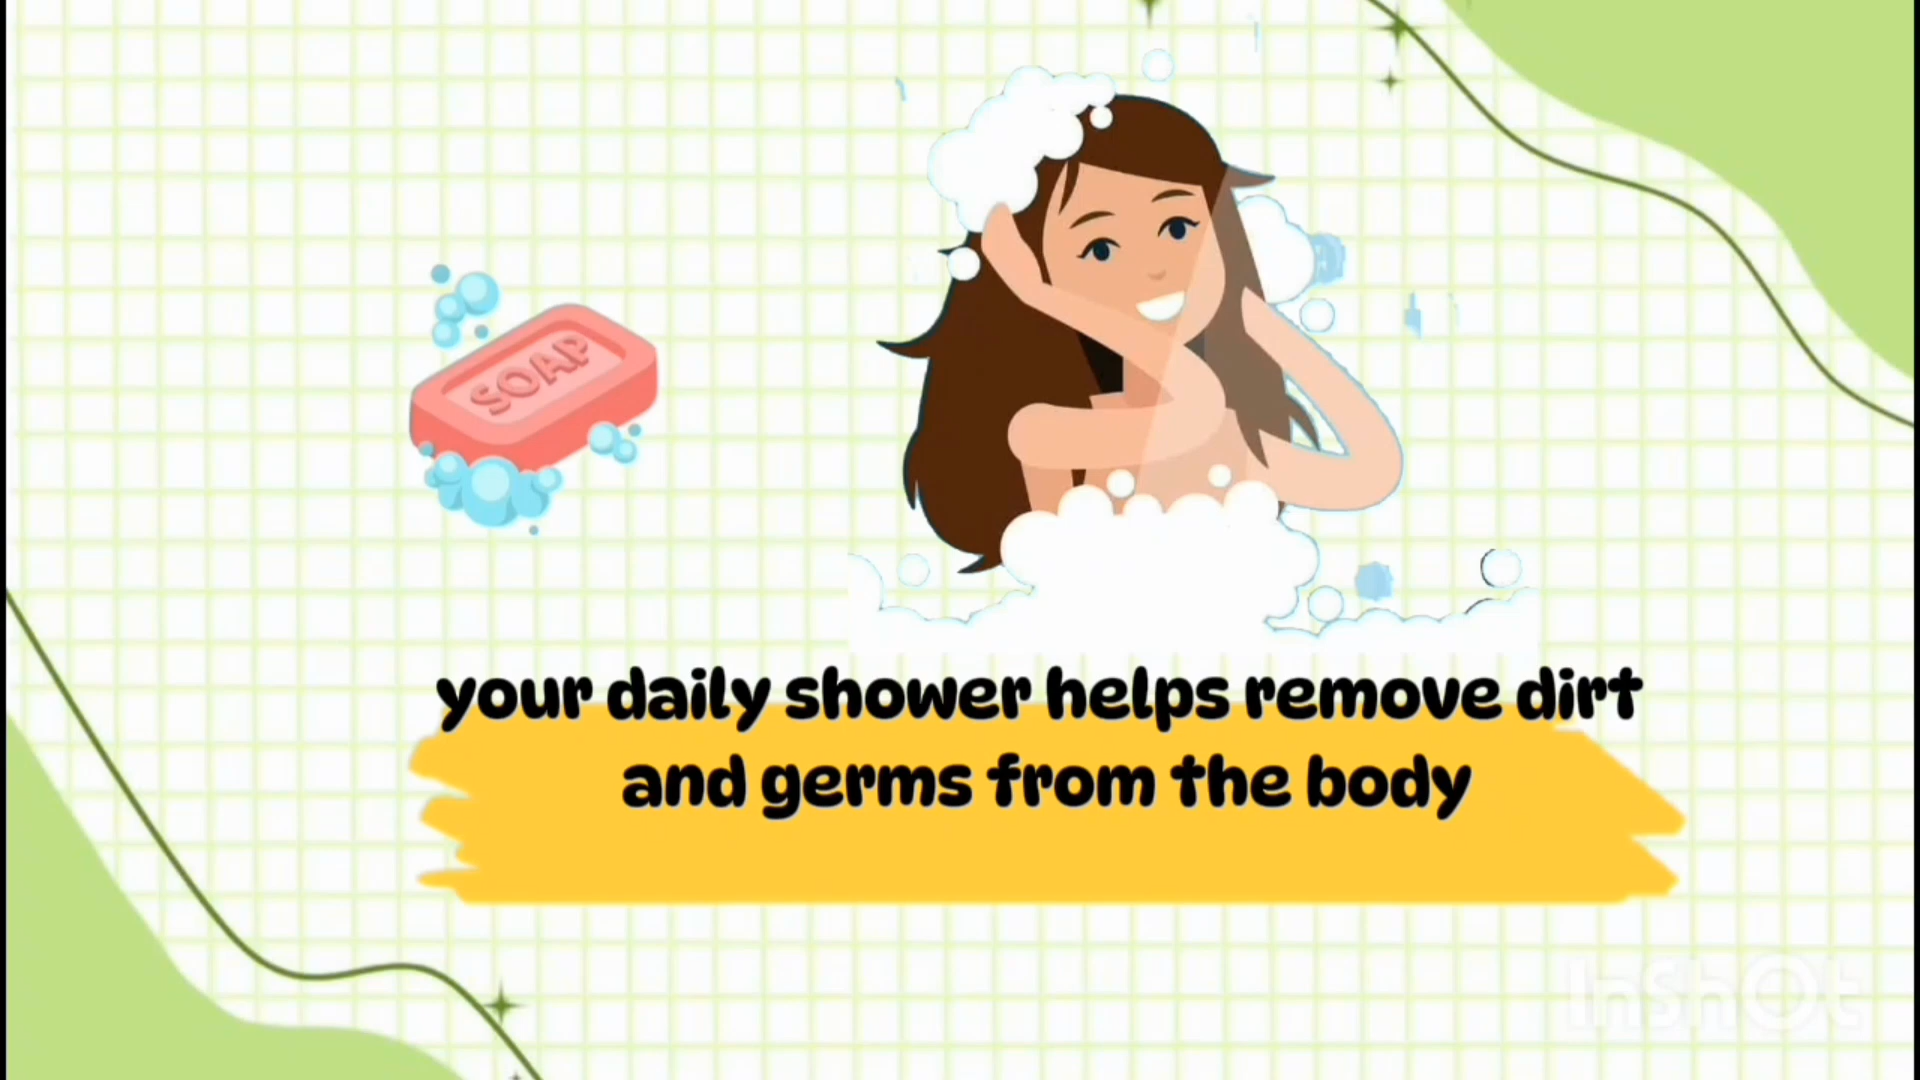 SOAP
your daily shower helps remove dirt
and germs from the body
InShOt